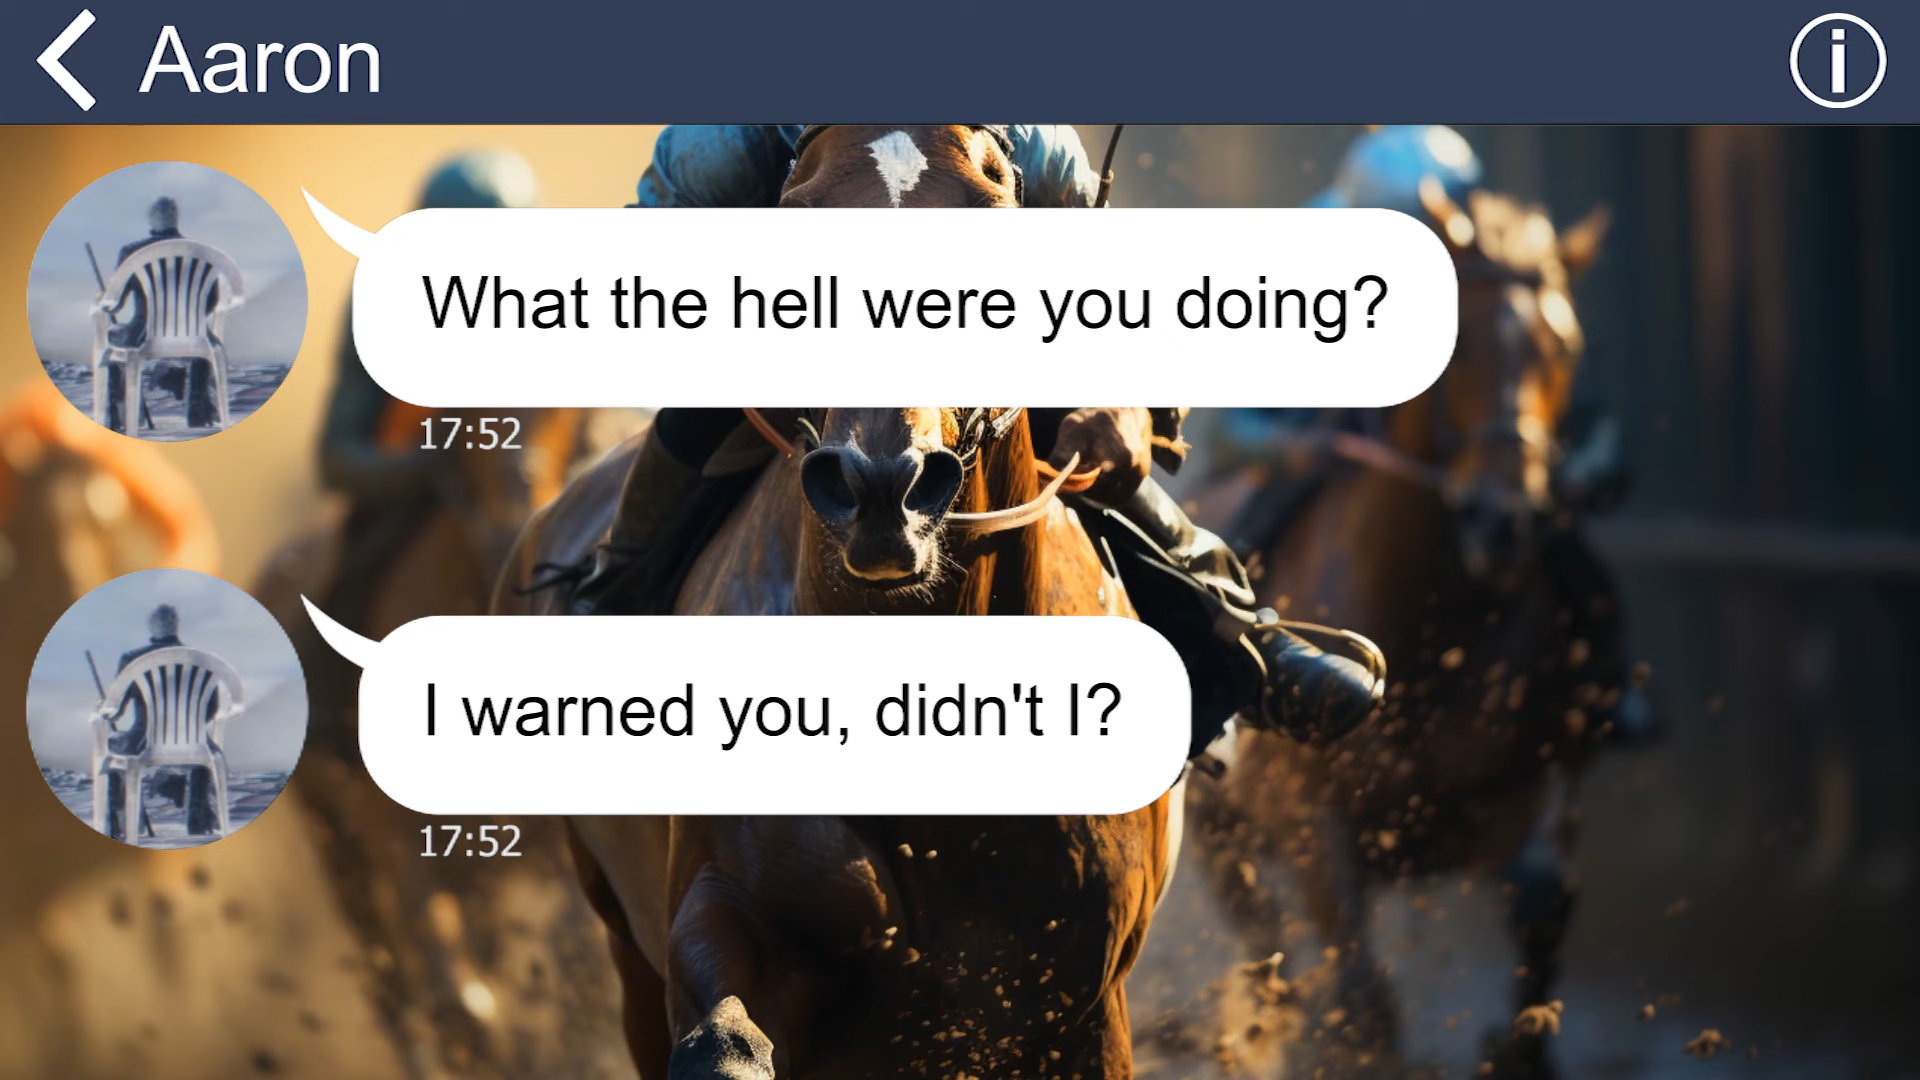 Aaron
What the hell were you doing?
17:52
I warned you, didn't I?
17:52